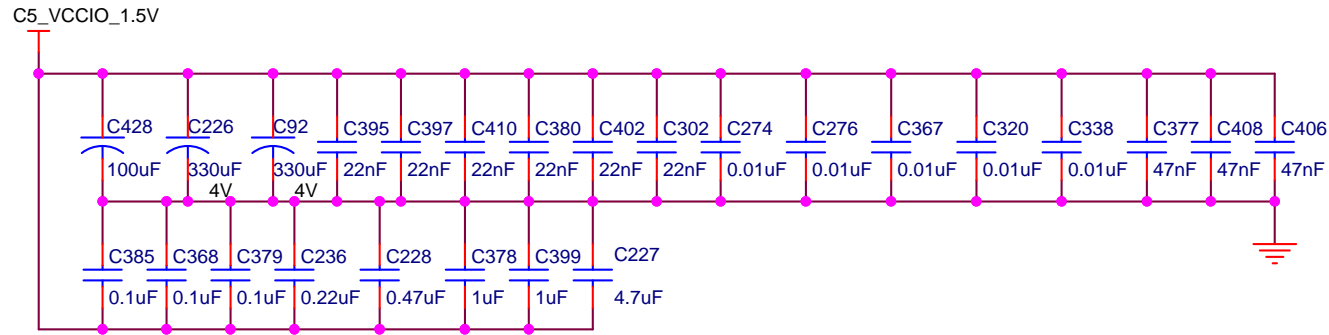 C5_VCCIO_1.5V
C428 C226 C92 C395 C397 C410 C380 C402 C302 C274 C276 C367 C320 C338 C377 C408 C406
100uF 330uF 330uF 22nF 22nF 22nF 22nF 22nF 22nF 0.01uF 0.01uF 0.01uF 0.01uF 0.01uF 47nF 47nF 47nF
4V 4V
C385 C368 C379 C236 C228 C378 C399 C227
0.1uF 0.1uF 0.1uF 0.22uF 0.47uF 1uF 1uF 4.7uF